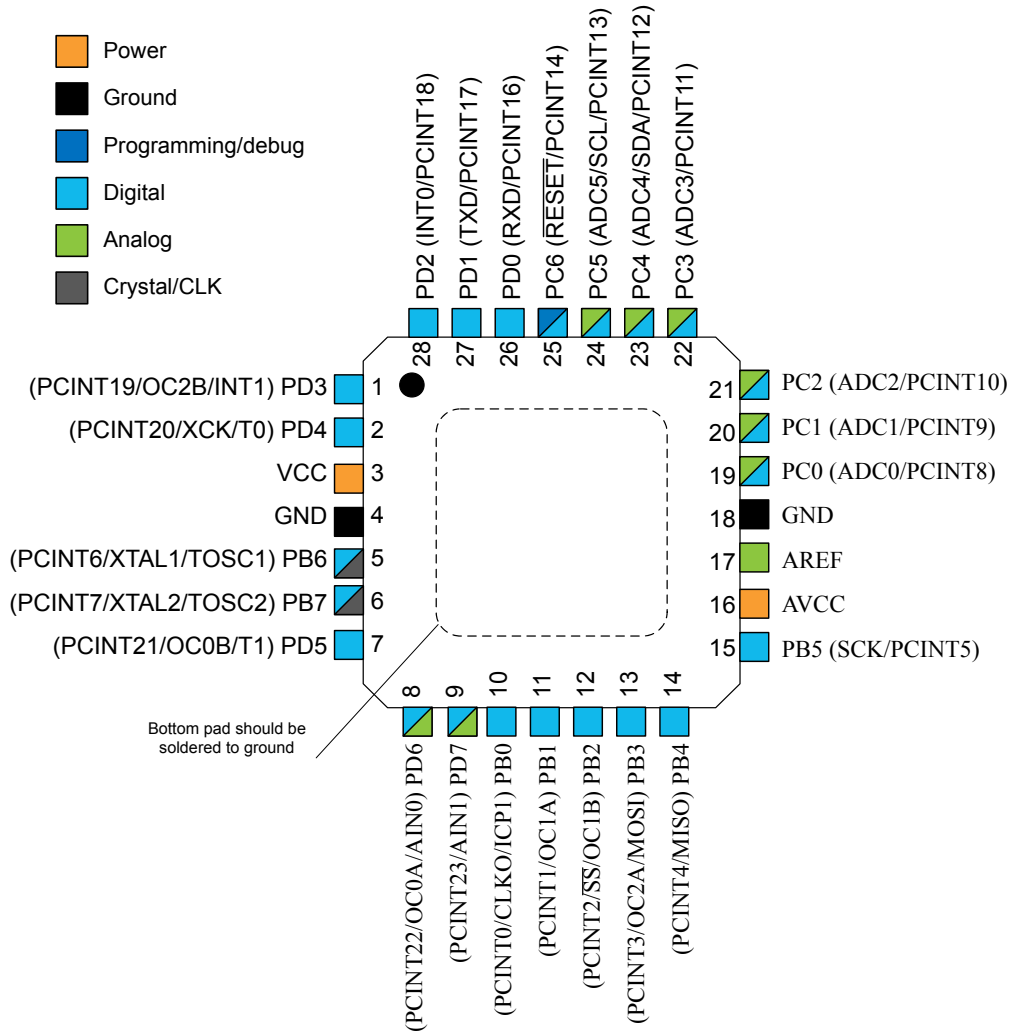 Power
Ground
Programming/debug
Digital
Analog
Crystal/CLK
PD2 (INT0/PCINT18)
PD1 (TXD/PCINT17)
PD0 (RXD/PCINT16)
PC6 (RESET/PCINT14)
PC5 (ADC5/SCL/PCINT13)
PC4 (ADC4/SDA/PCINT12)
PC3 (ADC3/PCINT11)
28
27
26
25
24
23
22
(PCINT19/OC2B/INT1) PD3
1
(PCINT20/XCK/T0) PD4
2
VCC
3
GND
4
(PCINT6/XTAL1/TOSC1) PB6
5
(PCINT7/XTAL2/TOSC2) PB7
6
(PCINT21/OC0B/T1) PD5
7
21
PC2 (ADC2/PCINT10)
20
PC1 (ADC1/PCINT9)
19
PC0 (ADC0/PCINT8)
18
GND
17
AREF
16
AVCC
15
PB5 (SCK/PCINT5)
8
9
10
11
12
13
14
Bottom pad should be
soldered to ground
(PCINT22/OC0A/AIN0) PD6
(PCINT23/AIN1) PD7
(PCINT0/CLKO/ICP1) PB0
(PCINT1/OC1A) PB1
(PCINT2/SS/OC1B) PB2
(PCINT3/OC2A/MOSI) PB3
(PCINT4/MISO) PB4